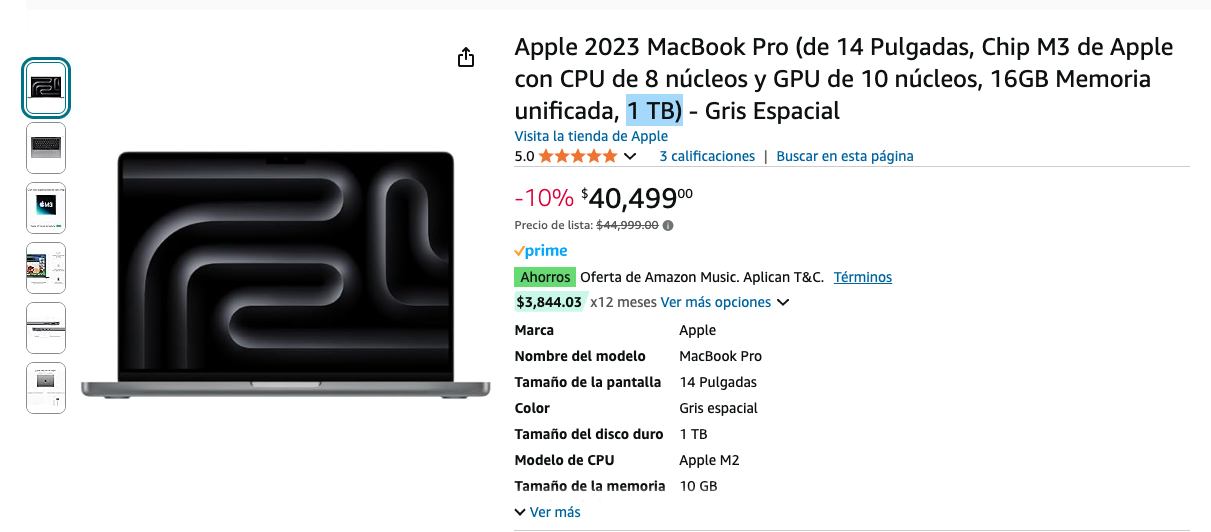 Apple 2023 MacBook Pro (de 14 Pulgadas, Chip M3 de Apple
con CPU de 8 núcleos y GPU de 10 núcleos, 16GB Memoria
unificada, 1 TB) - Gris Espacial
Visita la tienda de Apple
5.0 3 calificaciones | Buscar en esta página
-10% $40,499.00
Precio de lista: $44,999.00
prime
Ahorros Oferta de Amazon Music. Aplican T&C. Términos
$3,844.03 x12 meses Ver más opciones
Marca Apple
Nombre del modelo MacBook Pro
Tamaño de la pantalla 14 Pulgadas
Color Gris espacial
Tamaño del disco duro 1 TB
Modelo de CPU Apple M2
Tamaño de la memoria 10 GB
Ver más
M3